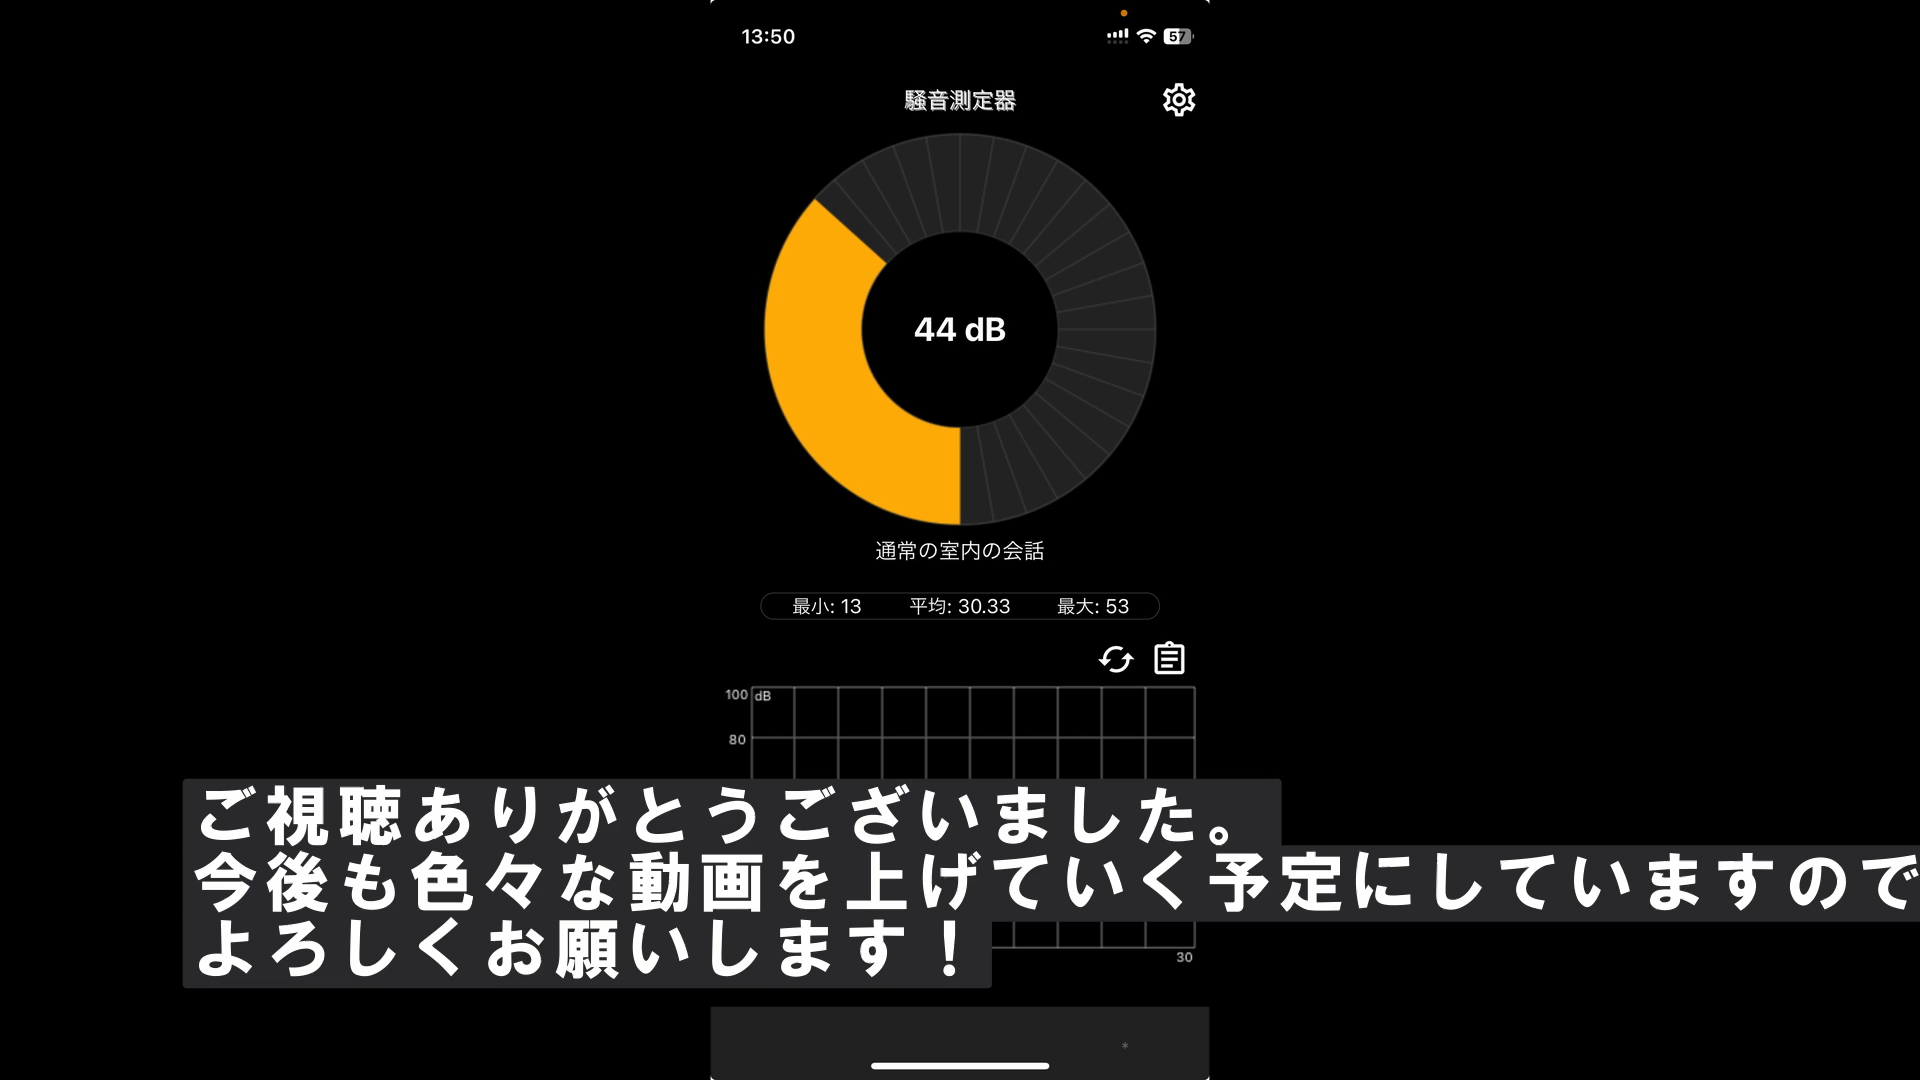 13:50
57
騒音測定器
44 dB
通常の室内の会話
最小: 13 平均: 30.33 最大: 53
100 dB
80
ご視聴ありがとうございました。
今後も色々な動画を上げていく予定にしていますので
よろしくお願いします！
30